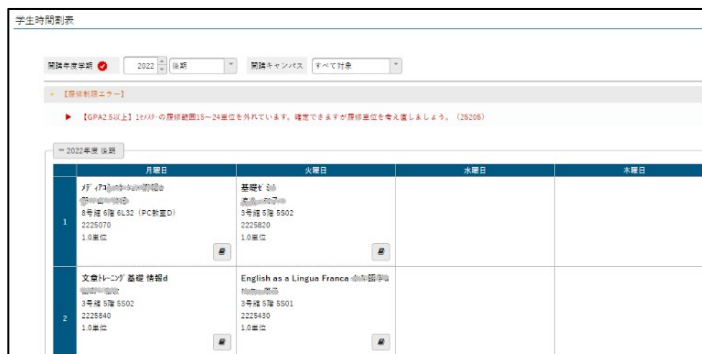 学生時間割表
開講年度学期 2022 後期 開講キャンパス すべて対象
【履修制限エラー】
【GPA2.5以上】1セメスターの履修範囲15～24単位を外れています。確定できますが履修単位を考え直しましょう。（25205）
2022年度 後期
月曜日 火曜日 水曜日 木曜日
1
8号館 6階 6L32（PC教室D）
2225070
1.0単位
基礎ゼミ
3号館 5階 5S02
2225820
1.0単位
2
文章トレーニング 基礎 情報d
3号館 5階 5S02
2225840
1.0単位
English as a Lingua Franca
3号館 5階 5S01
2225430
1.0単位